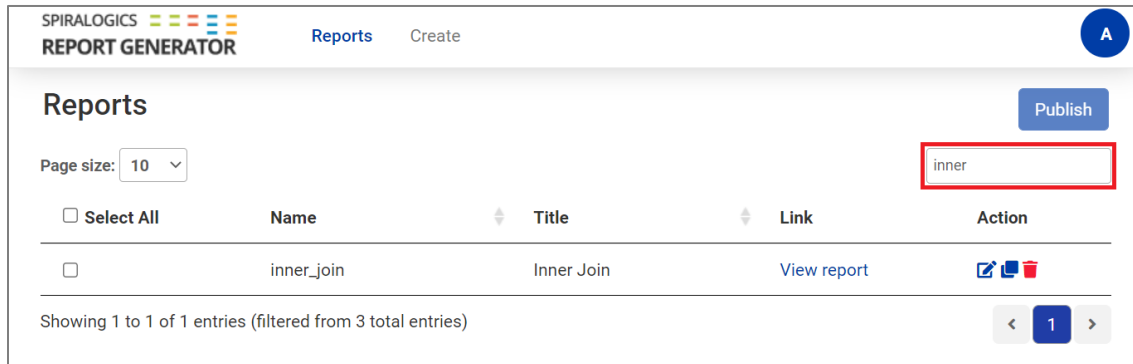 SPIRALOGICS
REPORT GENERATOR
Reports Create A
Reports Publish
Page size: 10 inner
Select All Name Title Link Action
inner_join Inner Join View report
Showing 1 to 1 of 1 entries (filtered from 3 total entries) < 1 >